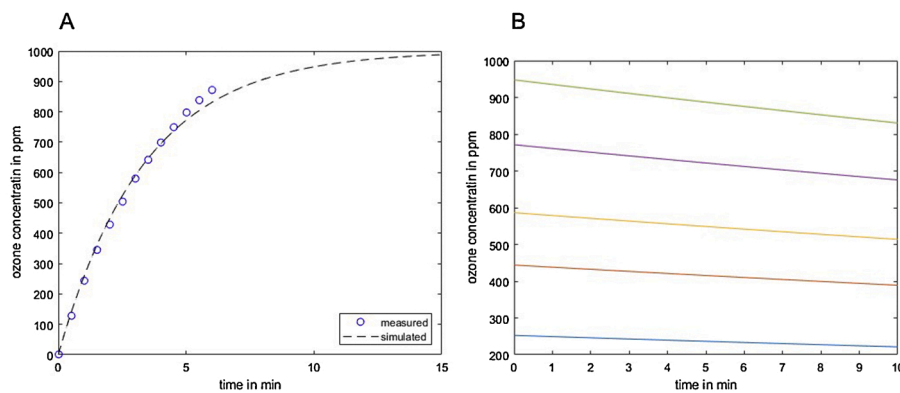 A
1000
900
800
700
600
500
400
300
200
100
0
ozone concentratin in ppm
0 5 10 15
time in min
measured
simulated
B
1000
900
800
700
600
500
400
300
200
ozone concentratin in ppm
0 1 2 3 4 5 6 7 8 9 10
time in min